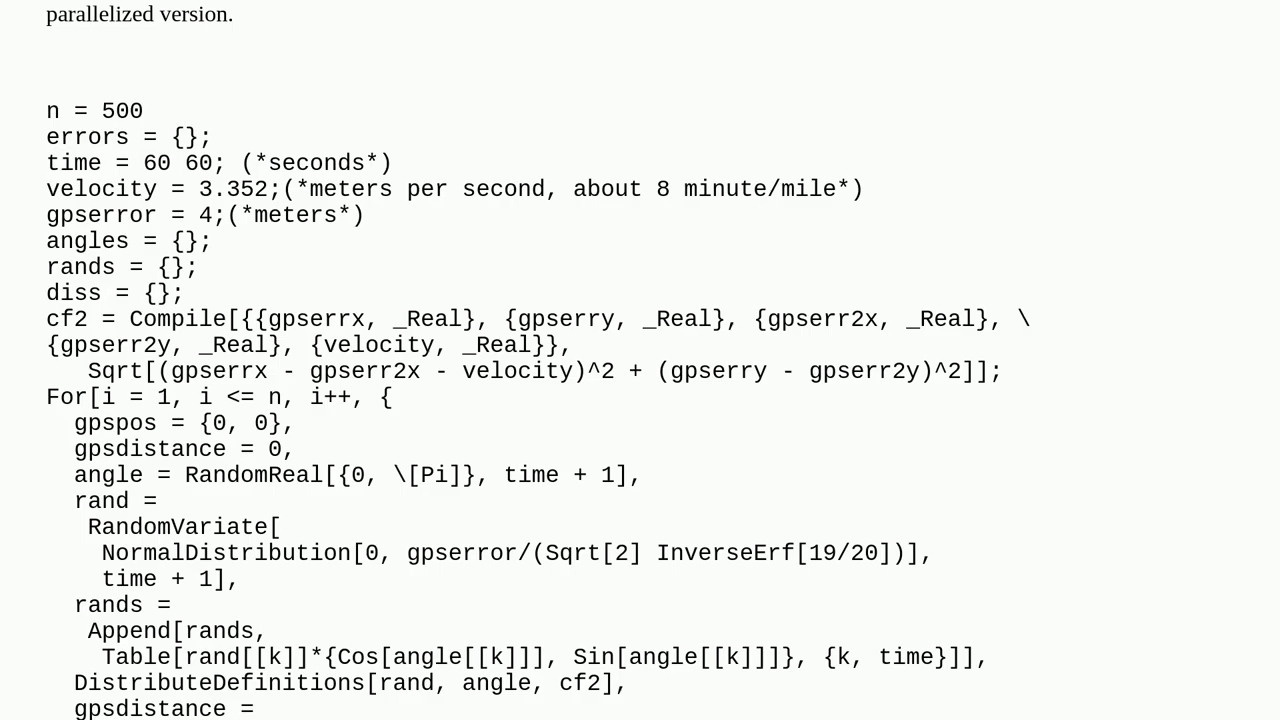 parallelized version.
n = 500
errors = {};
time = 60 60; (*seconds*)
velocity = 3.352;(*meters per second, about 8 minute/mile*)
gpserror = 4;(*meters*)
angles = {};
rands = {};
diss = {};
cf2 = Compile[{{gpserrx, _Real}, {gpserry, _Real}, {gpserr2x, _Real}, \
{gpserr2y, _Real}, {velocity, _Real}},
   Sqrt[(gpserrx - gpserr2x - velocity)^2 + (gpserry - gpserr2y)^2]];
For[i = 1, i <= n, i++, {
  gpspos = {0, 0},
  gpsdistance = 0,
  angle = RandomReal[{0, \[Pi]}, time + 1],
  rand =
   RandomVariate[
    NormalDistribution[0, gpserror/(Sqrt[2] InverseErf[19/20])],
    time + 1],
  rands =
   Append[rands,
    Table[rand[[k]]*{Cos[angle[[k]]], Sin[angle[[k]]]}, {k, time}]],
  DistributeDefinitions[rand, angle, cf2],
  gpsdistance =